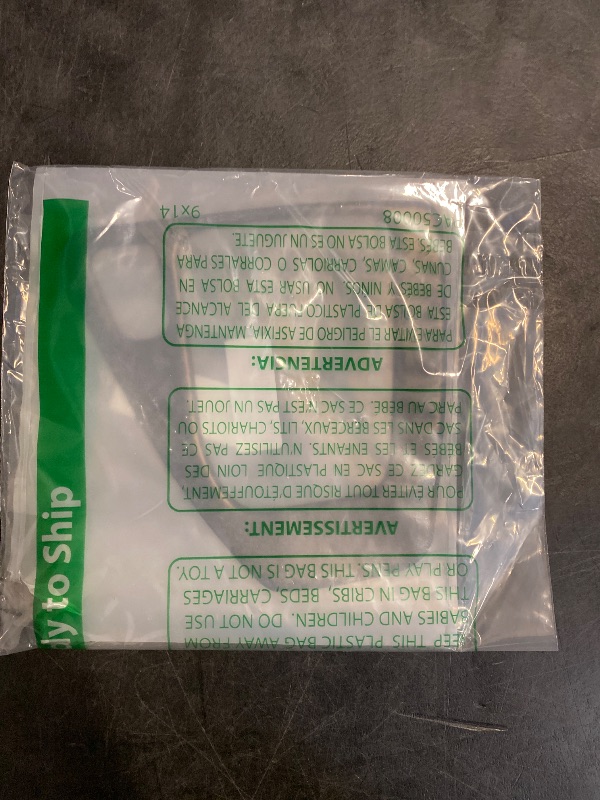 KEEP THIS PLASTIC BAG AWAY FROM
BABIES AND CHILDREN. DO NOT USE
THIS BAG IN CRIBS, BEDS, CARRIAGES
OR PLAY PENS. THIS BAG IS NOT A TOY.
AVERTISSEMENT:
POUR EVITER TOUT RISQUE D'ETOUFFEMENT,
GARDEZ CE SAC EN PLASTIQUE LOIN DES
BEBES ET LES ENFANTS. N'UTILISEZ PAS CE
SAC DANS LES BERCEAUX, LITS, CHARIOTS OU
PARC AU BEBE. CE SAC N'EST PAS UN JOUET.
ADVERTENCIA:
PARA EVITAR EL PELIGRO DE ASFIXIA, MANTENGA
ESTA BOLSA DE PLASTICO FUERA DEL ALCANCE
DE BEBES Y NINOS. NO USAR ESTA BOLSA EN
CUNAS, CAMAS, CARRIOLAS O CORRALES PARA
BEBES. ESTA BOLSA NO ES UN JUGUETE.
9x14
dy to Ship